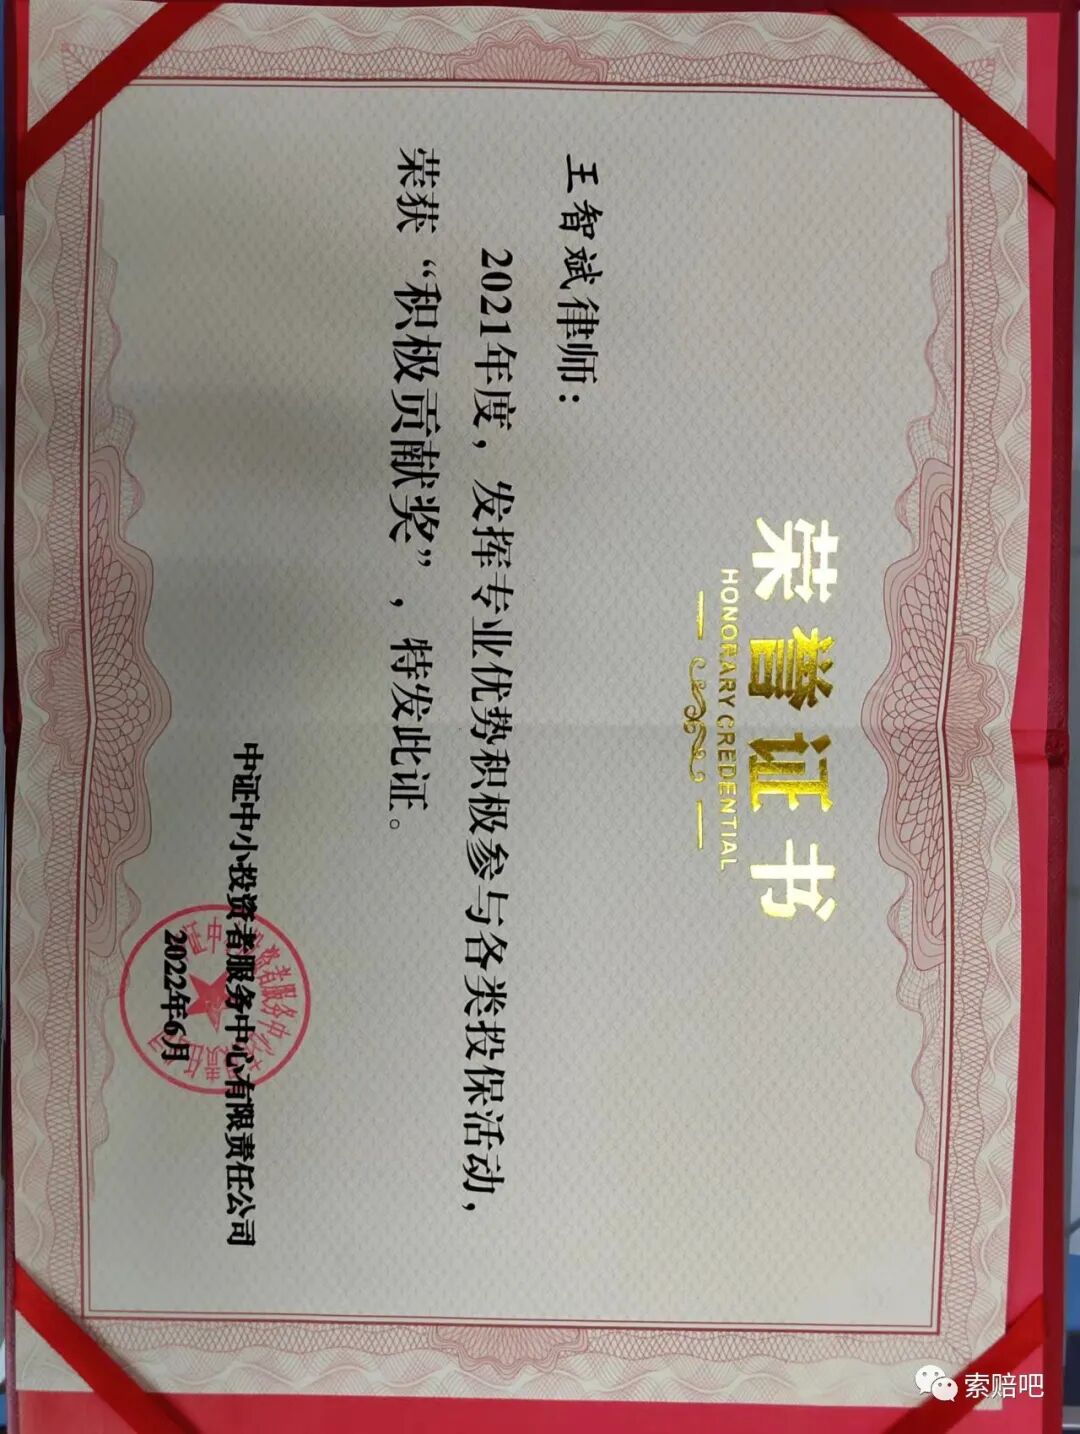 荣誉证书
HONORARY CREDENTIAL
王智斌律师：
2021年度，发挥专业优势积极参与各类投保活动，
荣获“积极贡献奖”，特发此证。
中证中小投资者服务中心有限责任公司
2022年6月
索赔吧